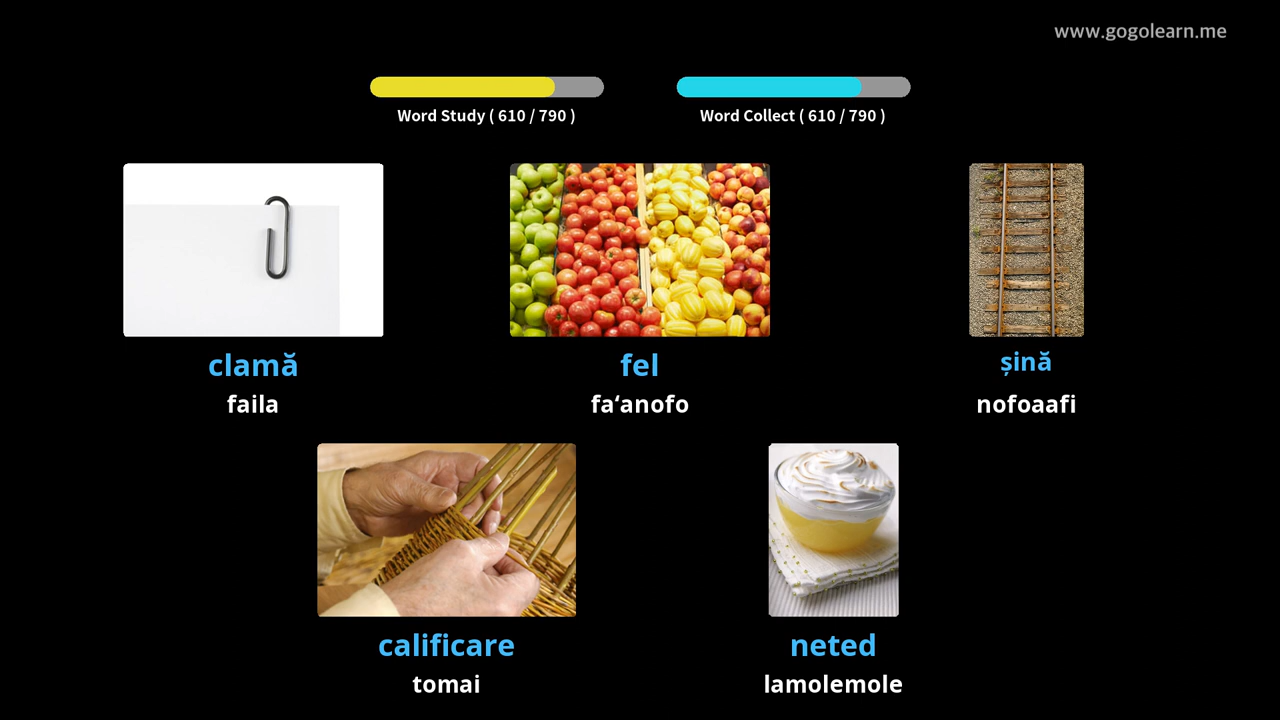 www.gogolearn.me
Word Study ( 610 / 790 )
Word Collect ( 610 / 790 )
clamă
faila
fel
fa‘anofo
șină
nofoaafi
calificare
tomai
neted
lamolemole